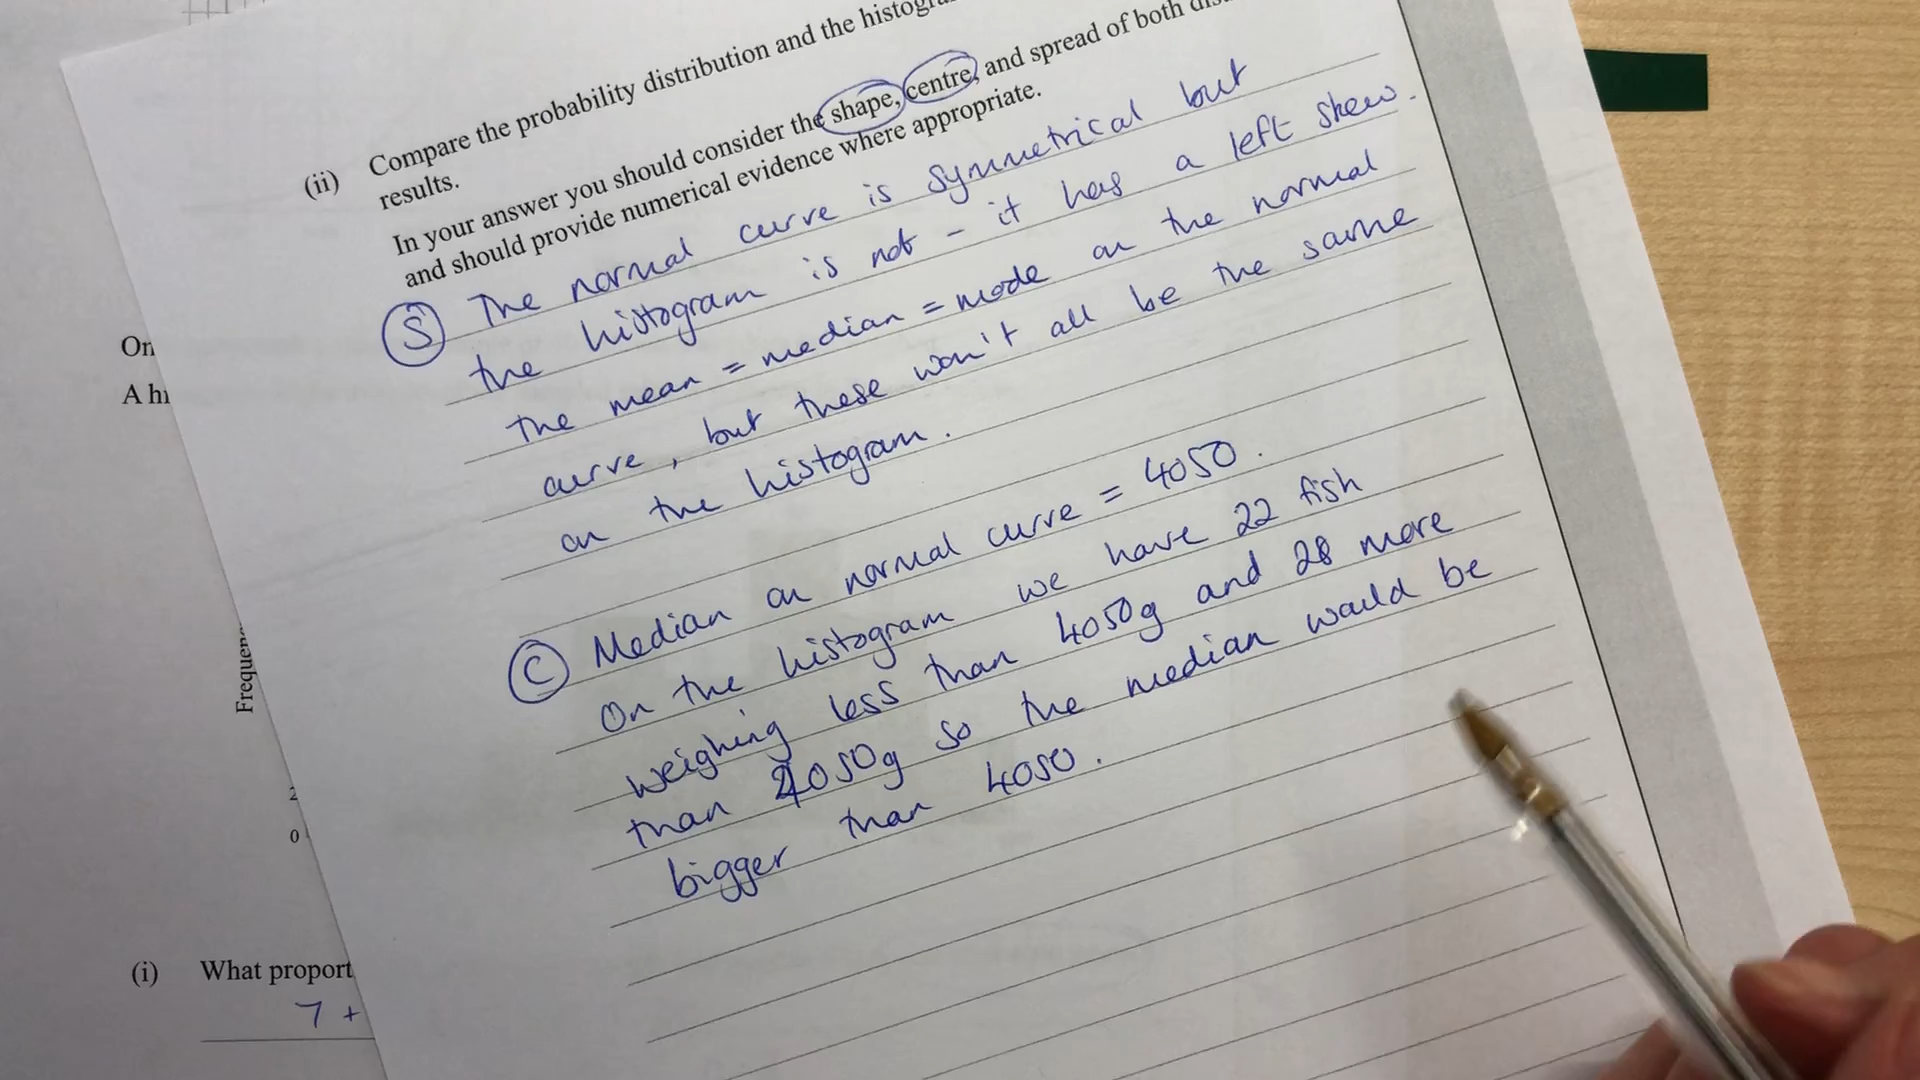 (ii) Compare the probability distribution and the
results.
In your answer you should consider the shape, centre, and spread of both
and should provide numerical evidence where appropriate.
Ⓢ The normal curve is symmetrical but
the histogram is not - it has a left skew.
The mean = median = mode on the normal
curve, but these won't all be the same
on the histogram.
Ⓒ Median on normal curve = 4050.
On the histogram we have 22 fish
weighing less than 4050g and 28 more
than 4050g so the median would be
bigger than 4050.
On
A hi
Frequen
2
0
(i) What proport
7 +